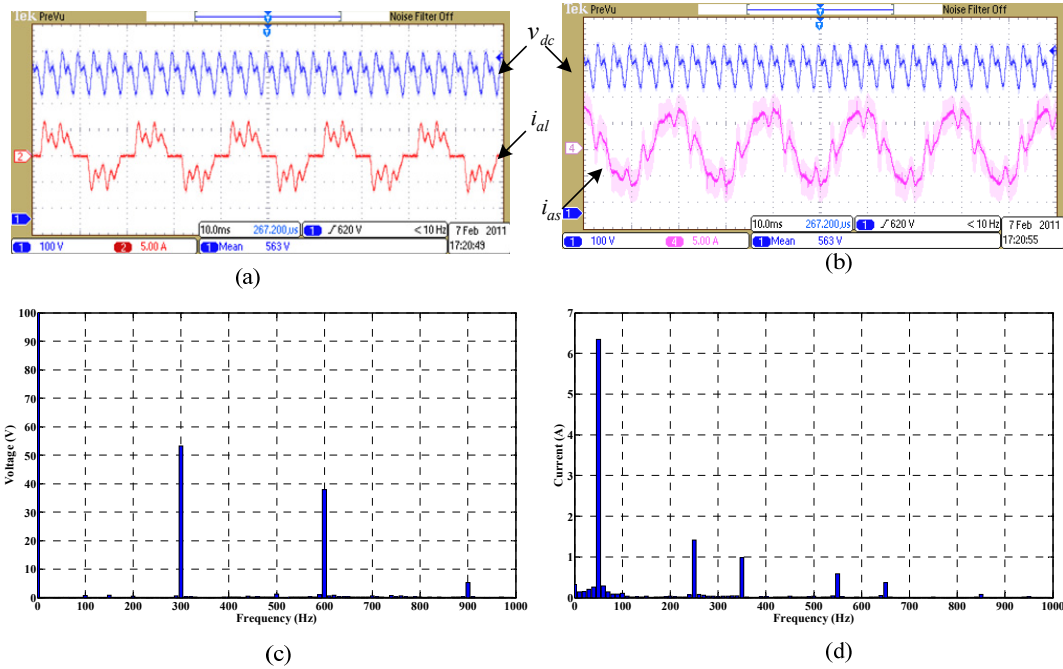 Tek PreVu Noise Filter Off
2
1
10.0ms 267.200µs 1 620 V < 10 Hz
1 100 V 2 5.00 A 1 Mean 563 V
7 Feb 2011
17:20:49
(a)
v_dc
i_al
i_as
Tek PreVu Noise Filter Off
4
1
10.0ms 267.200µs 1 620 V < 10 Hz
1 100 V 4 5.00 A 1 Mean 563 V
7 Feb 2011
17:20:55
(b)
100
90
80
70
60
50
40
30
20
10
0
Voltage (V)
0 100 200 300 400 500 600 700 800 900 1000
Frequency (Hz)
(c)
7
6
5
4
3
2
1
0
Current (A)
0 100 200 300 400 500 600 700 800 900 1000
Frequency (Hz)
(d)